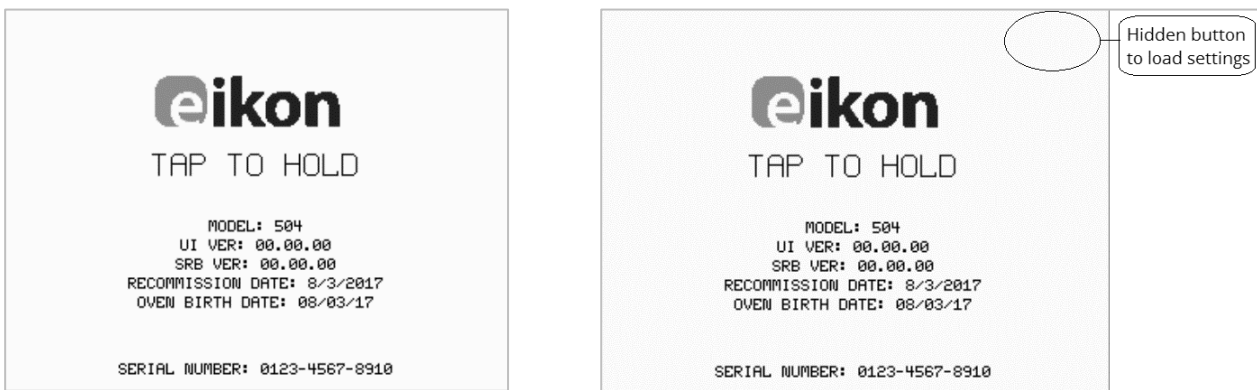 eikon
TAP TO HOLD
MODEL: 504
UI VER: 00.00.00
SRB VER: 00.00.00
RECOMMISSION DATE: 8/3/2017
OVEN BIRTH DATE: 08/03/17
SERIAL NUMBER: 0123-4567-8910
eikon
TAP TO HOLD
MODEL: 504
UI VER: 00.00.00
SRB VER: 00.00.00
RECOMMISSION DATE: 8/3/2017
OVEN BIRTH DATE: 08/03/17
SERIAL NUMBER: 0123-4567-8910
Hidden button
to load settings